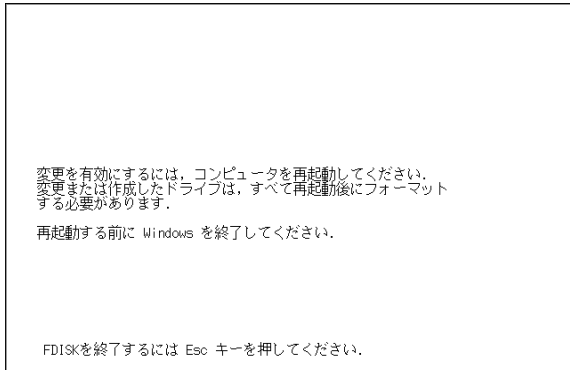 変更を有効にするには，コンピュータを再起動してください．
変更または作成したドライブは，すべて再起動後にフォーマット
する必要があります．
再起動する前に Windows を終了してください．
FDISKを終了するには Esc キーを押してください．